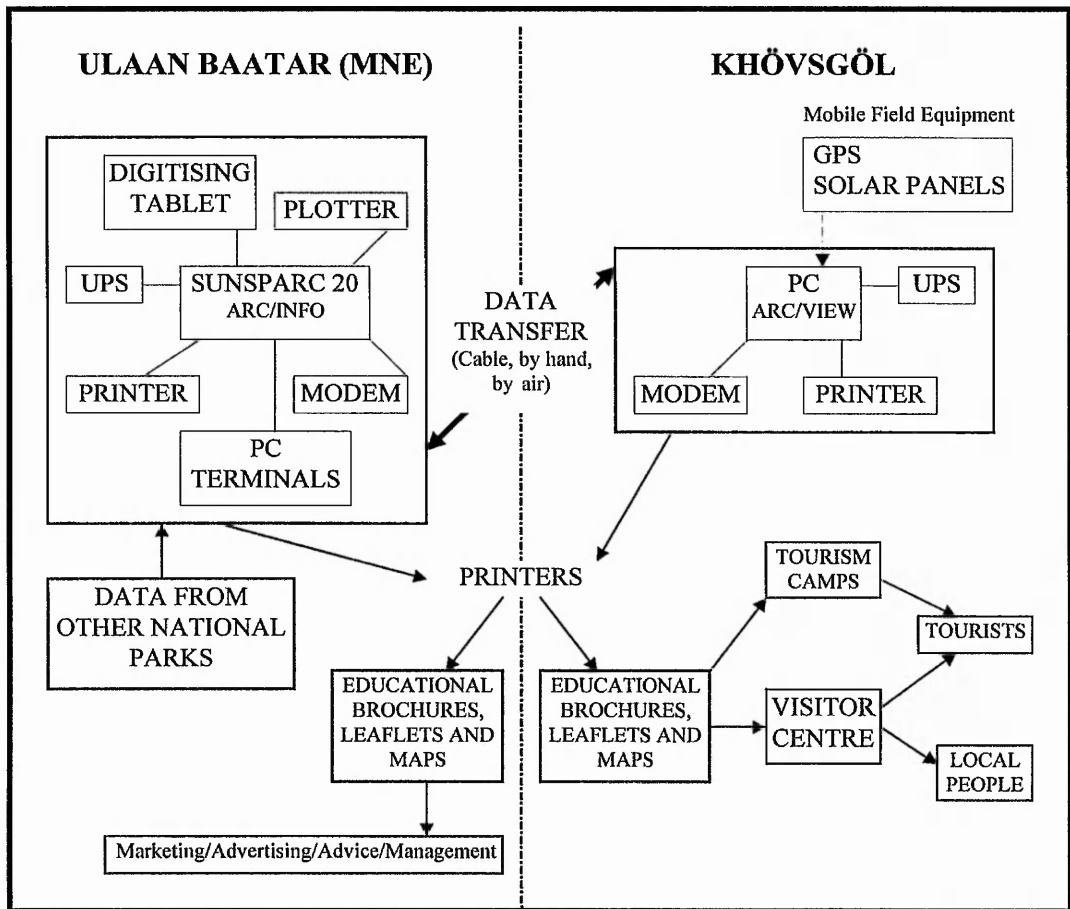 ULAAN BAATAR (MNE)
DIGITISING
TABLET
PLOTTER
UPS
SUNSPARC 20
ARC/INFO
PRINTER
MODEM
PC
TERMINALS
DATA FROM
OTHER NATIONAL
PARKS
DATA
TRANSFER
(Cable, by hand,
by air)
KHÖVSGÖL
Mobile Field Equipment
GPS
SOLAR PANELS
PC
ARC/VIEW
UPS
MODEM
PRINTER
PRINTERS
EDUCATIONAL
BROCHURES,
LEAFLETS AND
MAPS
Marketing/Advertising/Advice/Management
EDUCATIONAL
BROCHURES,
LEAFLETS AND
MAPS
TOURISM
CAMPS
TOURISTS
VISITOR
CENTRE
LOCAL
PEOPLE